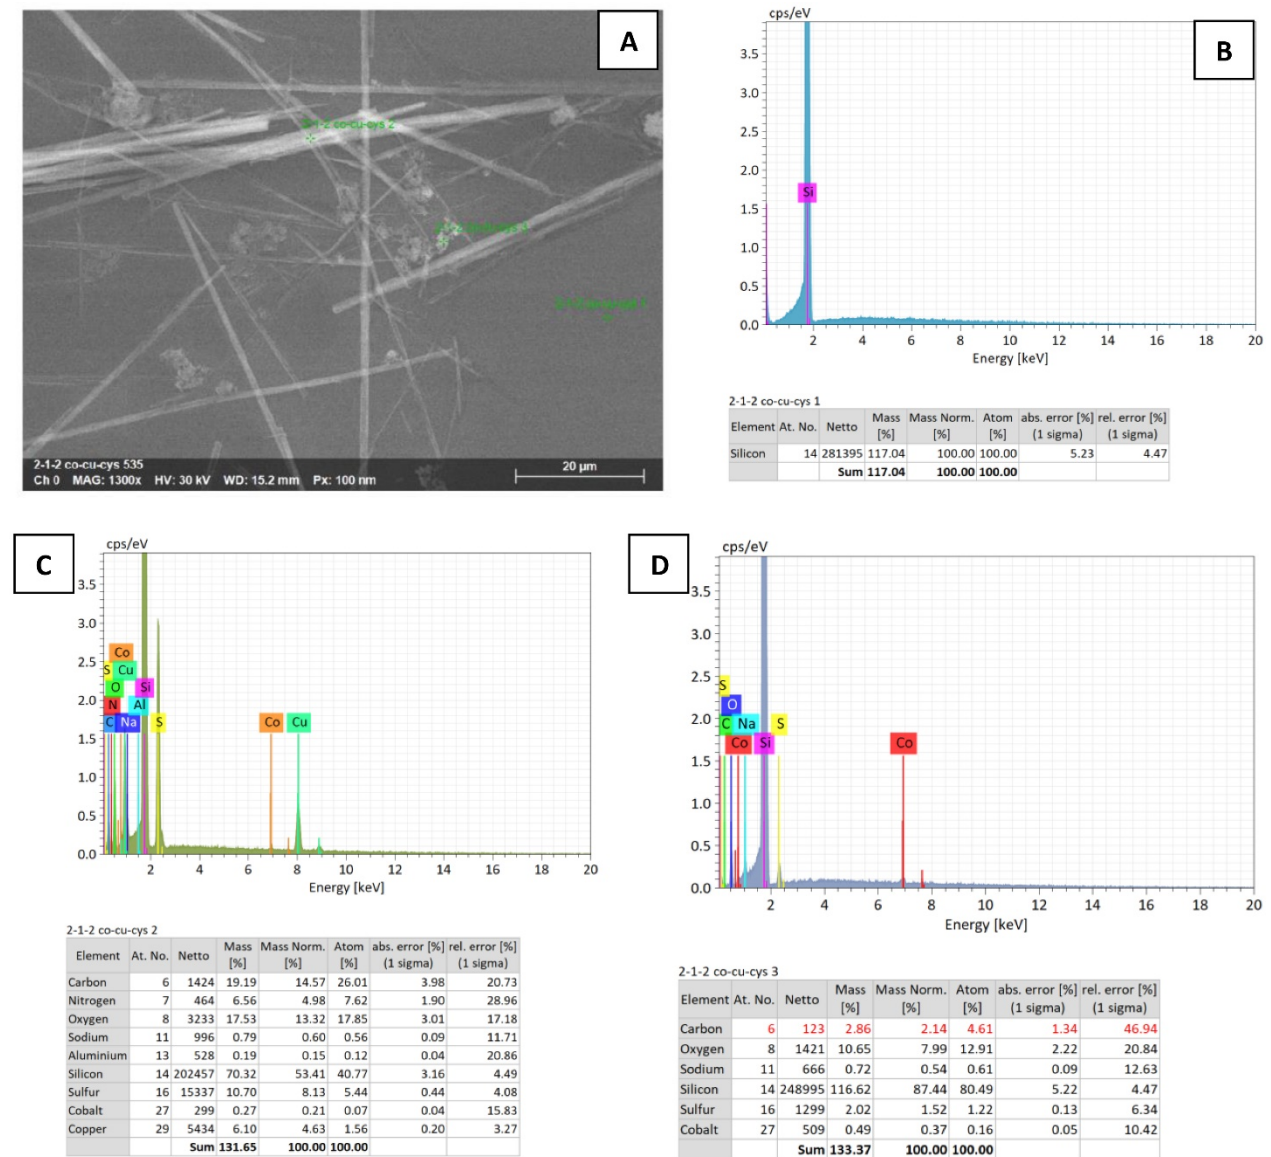 A
2-1-2 co-cu-cys 2
2-1-2 co-cu-cys 535
Ch 0 MAG: 1300x HV: 30 kV WD: 15.2 mm Px: 100 nm
20 µm
B
cps/eV
3.5
3.0
2.5
2.0
1.5
1.0
0.5
0.0
Si
2 4 6 8 10 12 14 16 18 20
Energy [keV]
2-1-2 co-cu-cys 1
Element At. No. Netto Mass [%] Mass Norm. [%] Atom [%] abs. error [%] (1 sigma) rel. error [%] (1 sigma)
Silicon 14 281395 117.04 100.00 100.00 5.23 4.47
Sum 117.04 100.00 100.00
C
cps/eV
3.5
3.0
2.5
2.0
1.5
1.0
0.5
0.0
Co
S Cu
O Si
N Al
C Na S Co Cu
2 4 6 8 10 12 14 16 18 20
Energy [keV]
2-1-2 co-cu-cys 2
Element At. No. Netto Mass [%] Mass Norm. [%] Atom [%] abs. error [%] (1 sigma) rel. error [%] (1 sigma)
Carbon 6 1424 19.19 14.57 26.01 3.98 20.73
Nitrogen 7 464 6.56 4.98 7.62 1.90 28.96
Oxygen 8 3233 17.53 13.32 17.85 3.01 17.18
Sodium 11 996 0.79 0.60 0.56 0.09 11.71
Aluminium 13 528 0.19 0.15 0.12 0.04 20.86
Silicon 14 202457 70.32 53.41 40.77 3.16 4.49
Sulfur 16 15337 10.70 8.13 5.44 0.44 4.08
Cobalt 27 299 0.27 0.21 0.07 0.04 15.83
Copper 29 5434 6.10 4.63 1.56 0.20 3.27
Sum 131.65 100.00 100.00
D
cps/eV
3.5
3.0
2.5
2.0
1.5
1.0
0.5
0.0
S
O
C Na S
Co Si Co
2 4 6 8 10 12 14 16 18 20
Energy [keV]
2-1-2 co-cu-cys 3
Element At. No. Netto Mass [%] Mass Norm. [%] Atom [%] abs. error [%] (1 sigma) rel. error [%] (1 sigma)
Carbon 6 123 2.86 2.14 4.61 1.34 46.94
Oxygen 8 1421 10.65 7.99 12.91 2.22 20.84
Sodium 11 666 0.72 0.54 0.61 0.09 12.63
Silicon 14 248995 116.62 87.44 80.49 5.22 4.47
Sulfur 16 1299 2.02 1.52 1.22 0.13 6.34
Cobalt 27 509 0.49 0.37 0.16 0.05 10.42
Sum 133.37 100.00 100.00